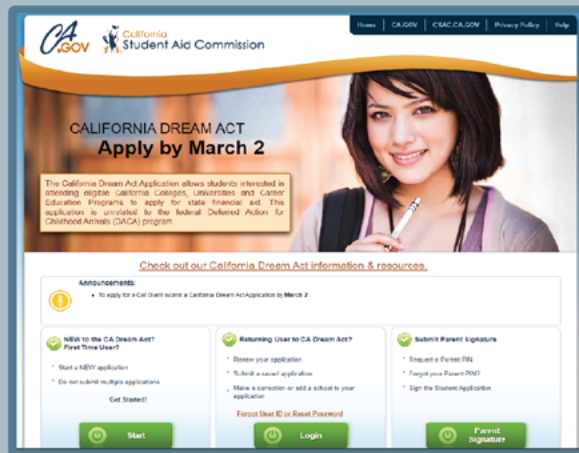 Home | CA.GOV | CSAC.CA.GOV | Privacy Policy | Help
CA.GOV
California
Student Aid Commission
CALIFORNIA DREAM ACT
Apply by March 2
The California Dream Act Application allows students interested in
attending eligible California Colleges, Universities and Career
Education Programs to apply for state financial aid. This
application is unrelated to the federal Deferred Action for
Childhood Arrivals (DACA) program.
Check out our California Dream Act information & resources.
Announcements:
• To apply for a Cal Grant submit a California Dream Act Application by March 2
NEW to the CA Dream Act?
First Time User?
* Start a NEW application
* Do not submit multiple applications
Get Started!
Start
Returning User to CA Dream Act?
* Renew your application
* Submit a saved application
* Make a correction or add a school to your
application
Forgot User ID or Reset Password
Login
Submit Parent Signature
* Request a Parent PIN
* Forgot your Parent PIN?
* Sign the Student Application
Parent
Signature